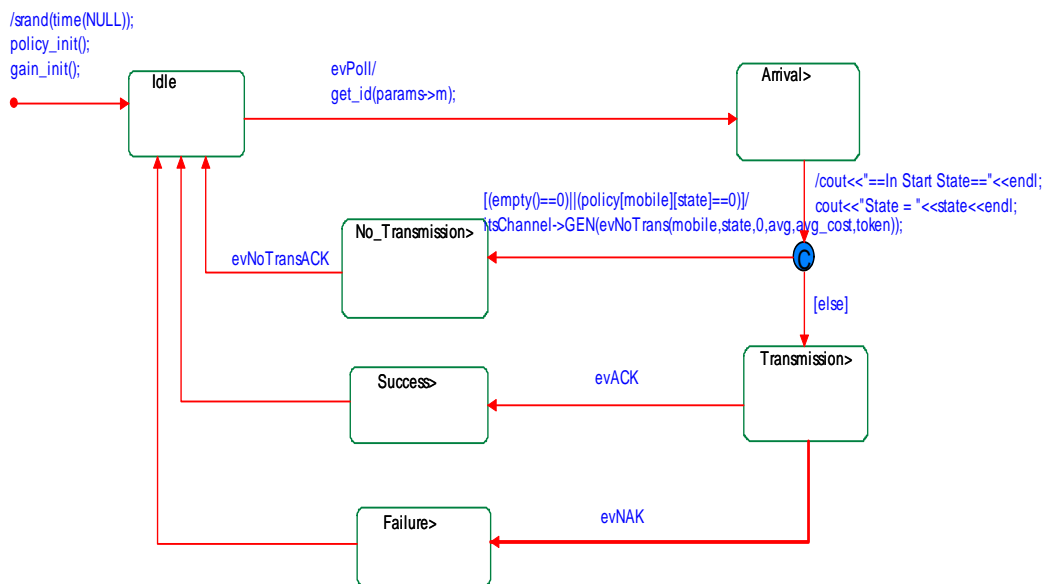 /srand(time(NULL));
policy_init();
gain_init();
Idle
evPoll/
get_id(params->m);
Arrival>
/cout<<"==In Start State=="<<endl;
cout<<"State = "<<state<<endl;
[(empty()==0)||(policy[mobile][state]==0)]/
itsChannel->GEN(evNoTrans(mobile,state,0,avg,avg_cost,token));
No_Transmission>
evNoTransACK
C
[else]
Transmission>
Success>
evACK
Failure>
evNAK